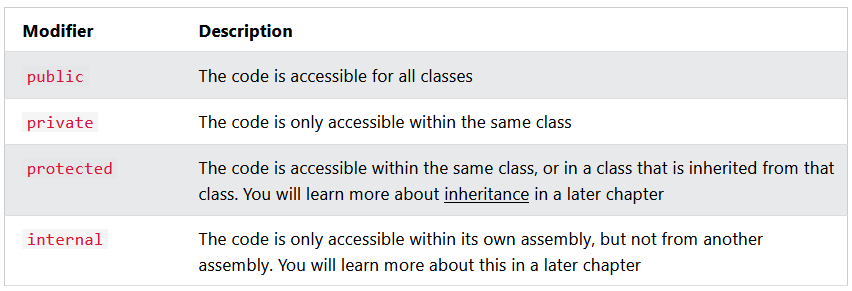 Modifier Description
public The code is accessible for all classes
private The code is only accessible within the same class
protected The code is accessible within the same class, or in a class that is inherited from that
class. You will learn more about inheritance in a later chapter
internal The code is only accessible within its own assembly, but not from another
assembly. You will learn more about this in a later chapter